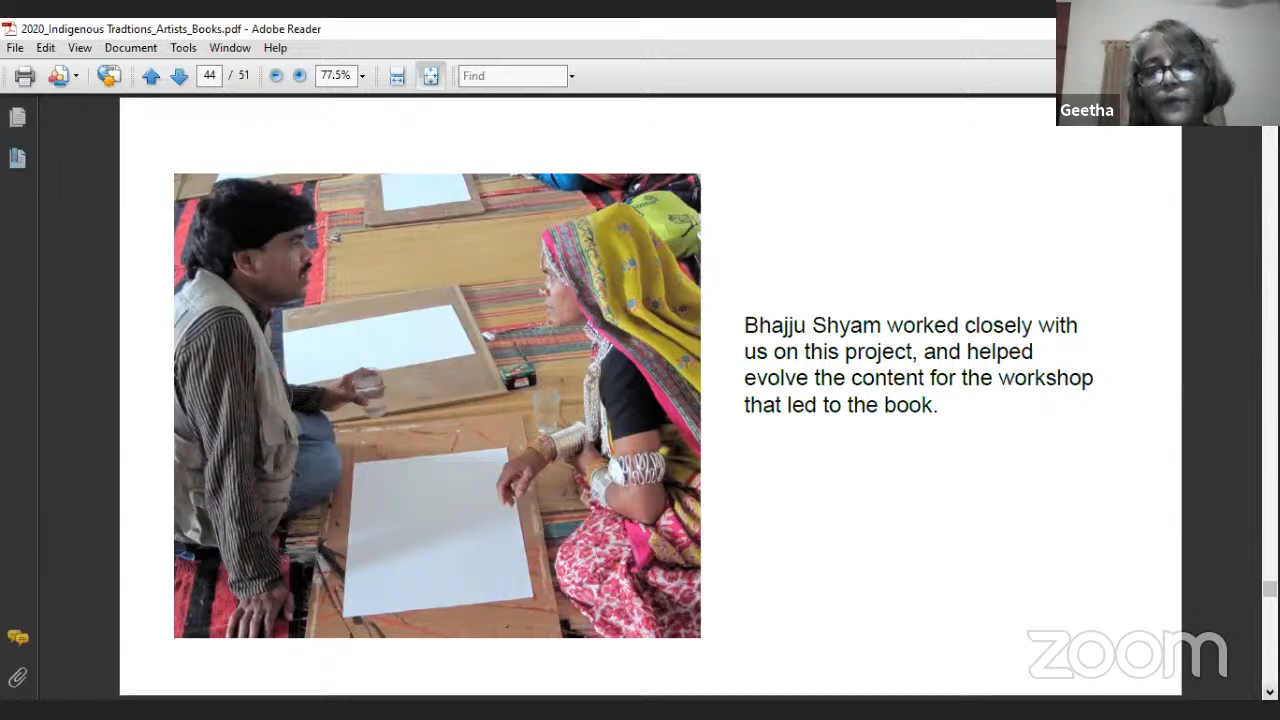 2020_Indigenous Tradtions_Artists_Books.pdf - Adobe Reader
File Edit View Document Tools Window Help
44 / 51 77.5% Find
Geetha
Bhajju Shyam worked closely with
us on this project, and helped
evolve the content for the workshop
that led to the book.
zoom